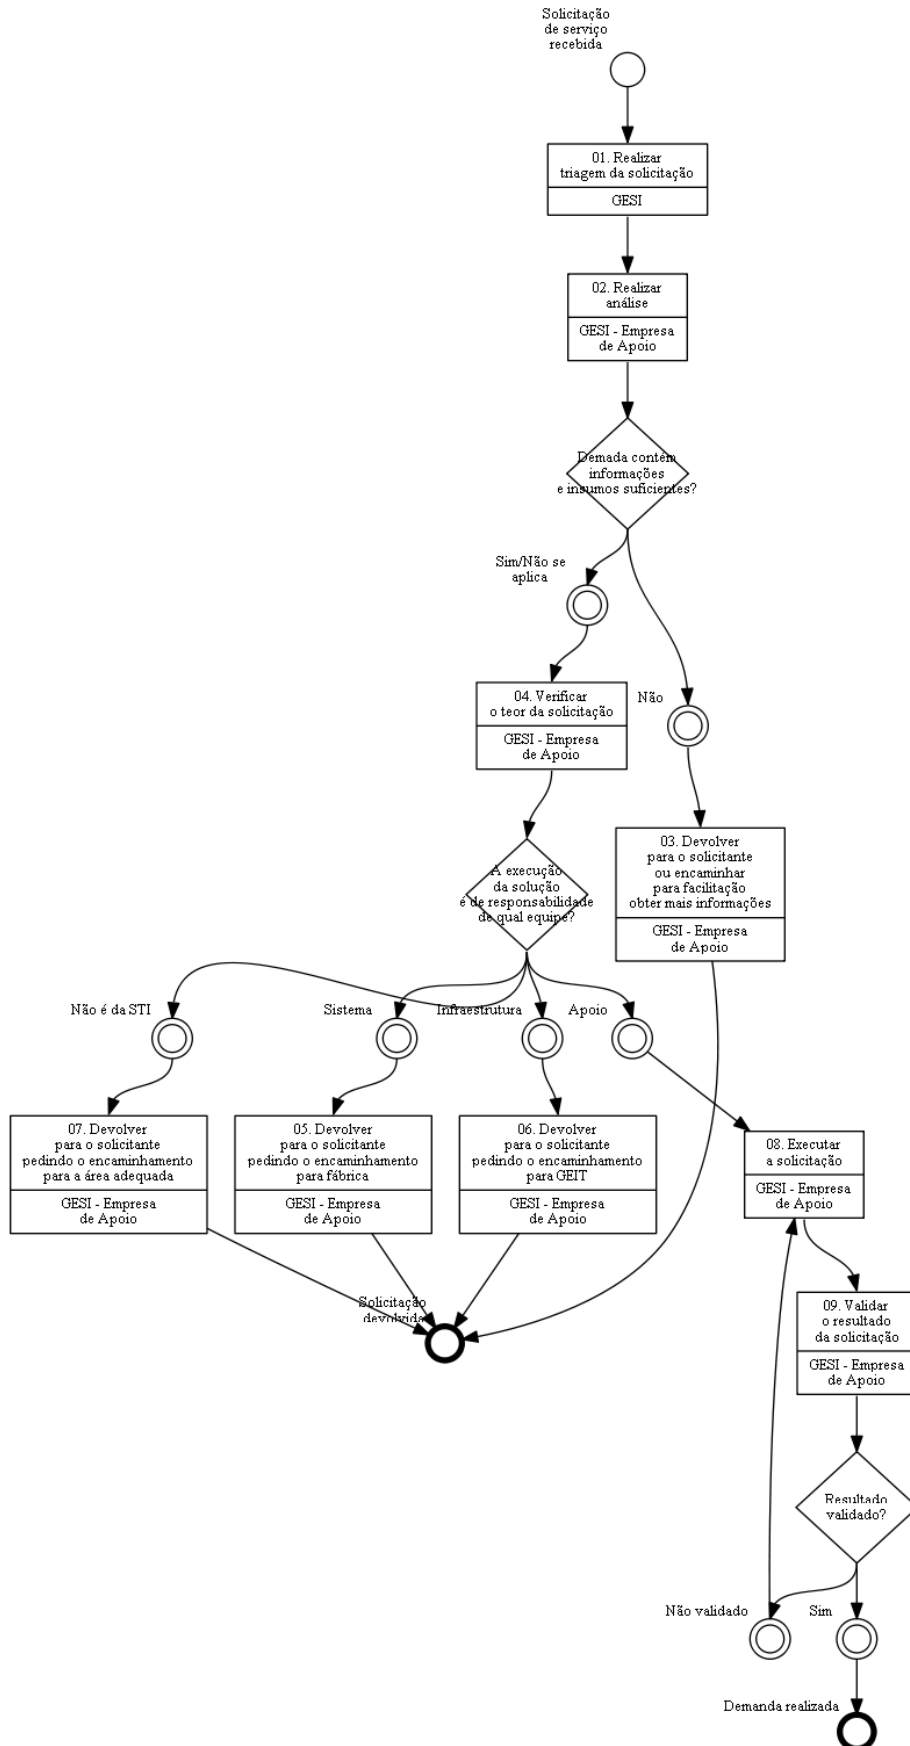 Solicitação
de serviço
recebida
01. Realizar
triagem da solicitação
GESI
02. Realizar
análise
GESI - Empresa
de Apoio
Demada contém
informações
e insumos suficientes?
Sim/Não se
aplica
04. Verificar
o teor da solicitação
GESI - Empresa
de Apoio
Não
03. Devolver
para o solicitante
ou encaminhar
para facilitação
obter mais informações
GESI - Empresa
de Apoio
A execução
da solução
é de responsabilidade
de qual equipe?
Não é da STI
Sistema
Infraestrutura
Apoio
07. Devolver
para o solicitante
pedindo o encaminhamento
para a área adequada
GESI - Empresa
de Apoio
05. Devolver
para o solicitante
pedindo o encaminhamento
para fábrica
GESI - Empresa
de Apoio
06. Devolver
para o solicitante
pedindo o encaminhamento
para GEIT
GESI - Empresa
de Apoio
08. Executar
a solicitação
GESI - Empresa
de Apoio
Solicitação
devolvida
09. Validar
o resultado
da solicitação
GESI - Empresa
de Apoio
Resultado
validado?
Não validado
Sim
Demanda realizada